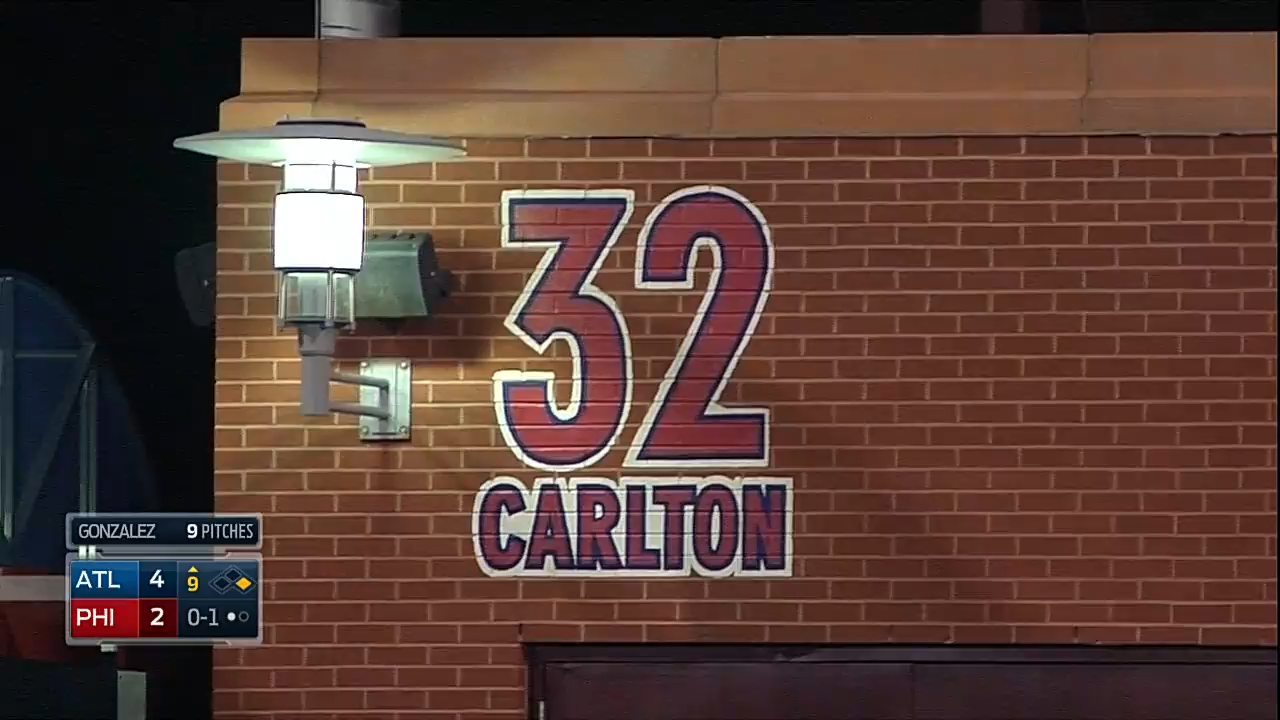 32
CARLTON
GONZALEZ 9 PITCHES
ATL 4 9
PHI 2 0-1